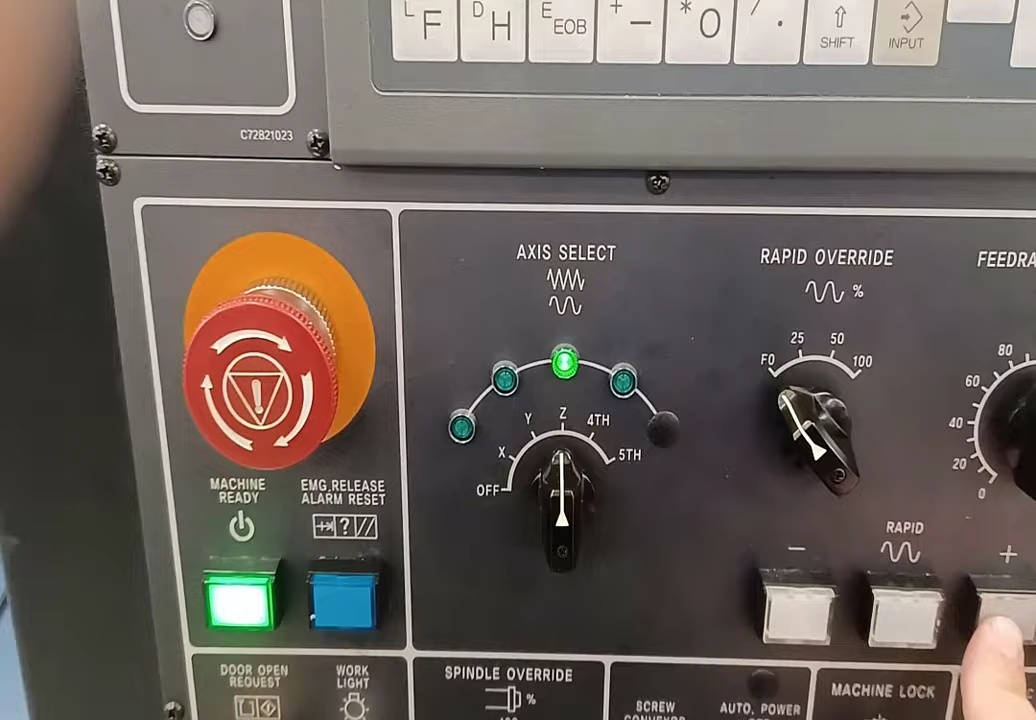 L F D H E EOB + - * 0 / . SHIFT INPUT
C72821023
AXIS SELECT
X Y Z 4TH 5TH
OFF
RAPID OVERRIDE
%
F0 25 50 100
FEEDRA
80
60
40
20
0
MACHINE
READY
EMG.RELEASE
ALARM RESET
?
//
−
RAPID
+
DOOR OPEN
REQUEST
WORK
LIGHT
SPINDLE OVERRIDE
%
SCREW
CONVEYOR
AUTO. POWER
MACHINE LOCK